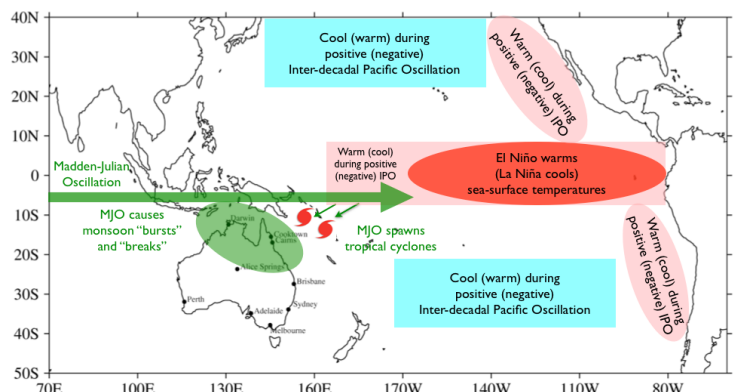 40N
30N
20N
10N
0
10S
20S
30S
40S
50S
Cool (warm) during
positive (negative)
Inter-decadal Pacific Oscillation
Warm (cool) during
positive (negative) IPO
Madden-Julian
Oscillation
Warm (cool)
during positive
(negative) IPO
El Niño warms
(La Niña cools)
sea-surface temperatures
MJO causes
monsoon "bursts"
and "breaks"
MJO spawns
tropical cyclones
Darwin
Cooktown
Cairns
Alice Springs
Brisbane
Perth
Adelaide
Sydney
Melbourne
Cool (warm) during
positive (negative)
Inter-decadal Pacific Oscillation
Warm (cool) during
positive (negative) IPO
70E
100E
130E
160E
170W
140W
110W
80W